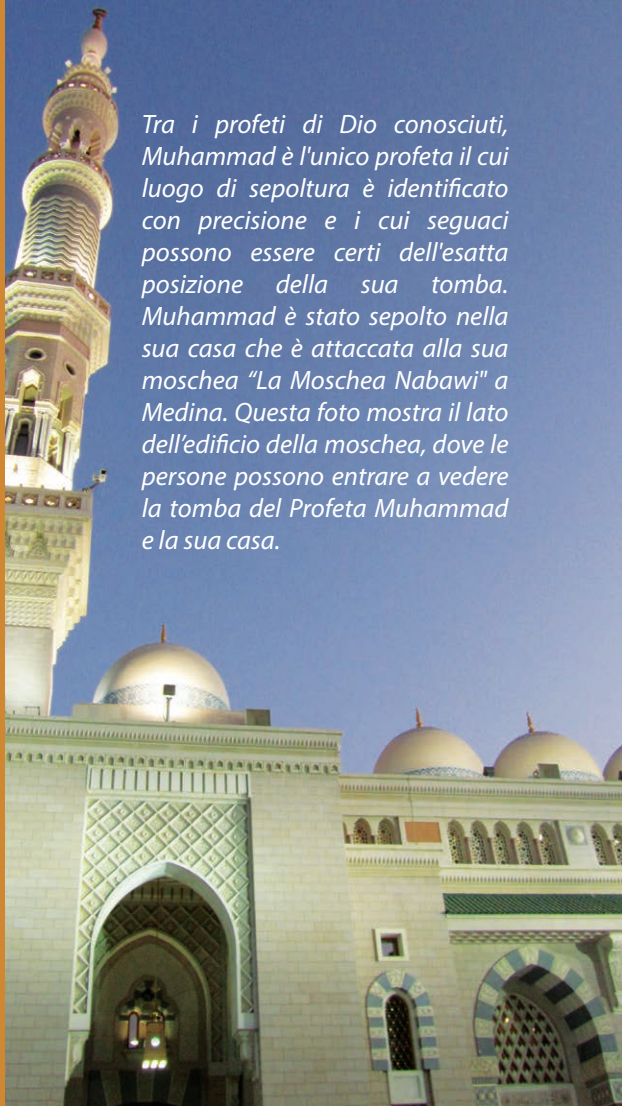 Tra i profeti di Dio conosciuti,
Muhammad è l'unico profeta il cui
luogo di sepoltura è identificato
con precisione e i cui seguaci
possono essere certi dell'esatta
posizione della sua tomba.
Muhammad è stato sepolto nella
sua casa che è attaccata alla sua
moschea “La Moschea Nabawi" a
Medina. Questa foto mostra il lato
dell’edificio della moschea, dove le
persone possono entrare a vedere
la tomba del Profeta Muhammad
e la sua casa.